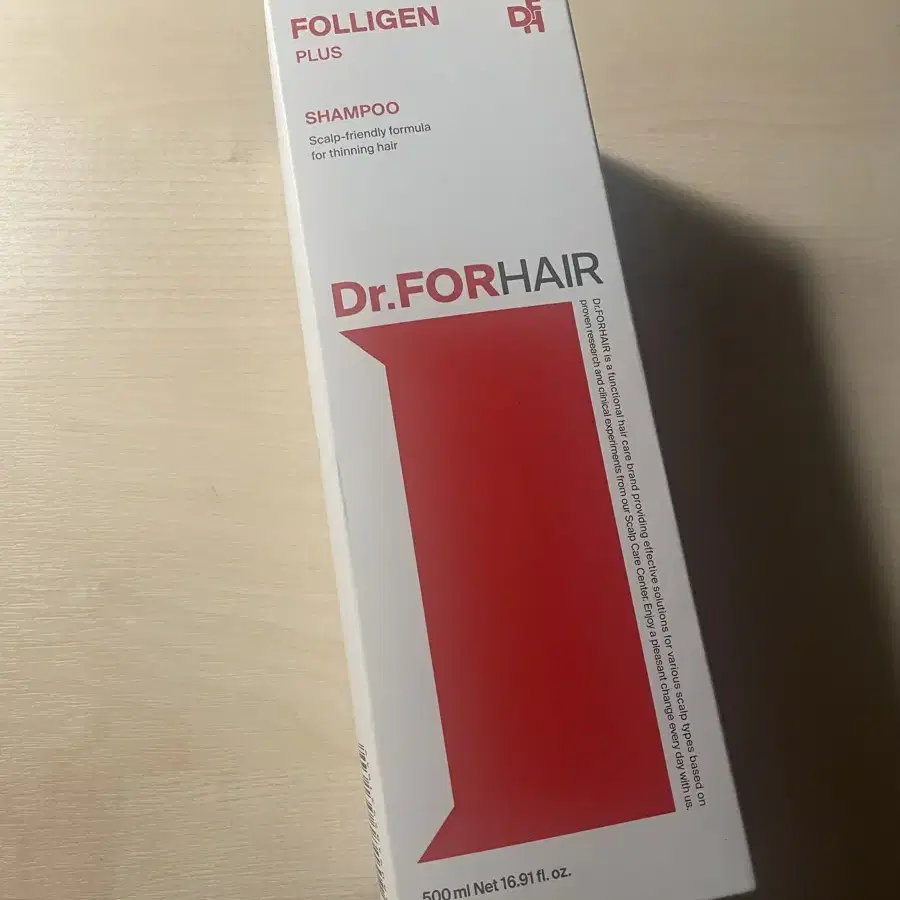 FOLLIGEN
PLUS
DFH
SHAMPOO
Scalp-friendly formula
for thinning hair
Dr.FORHAIR
Dr.FORHAIR is a functional hair care brand providing effective solutions for various scalp types based on
proven research and clinical experiments from our Scalp Care Center. Enjoy a pleasant change every day with us.
500 ml Net 16.91 fl. oz.